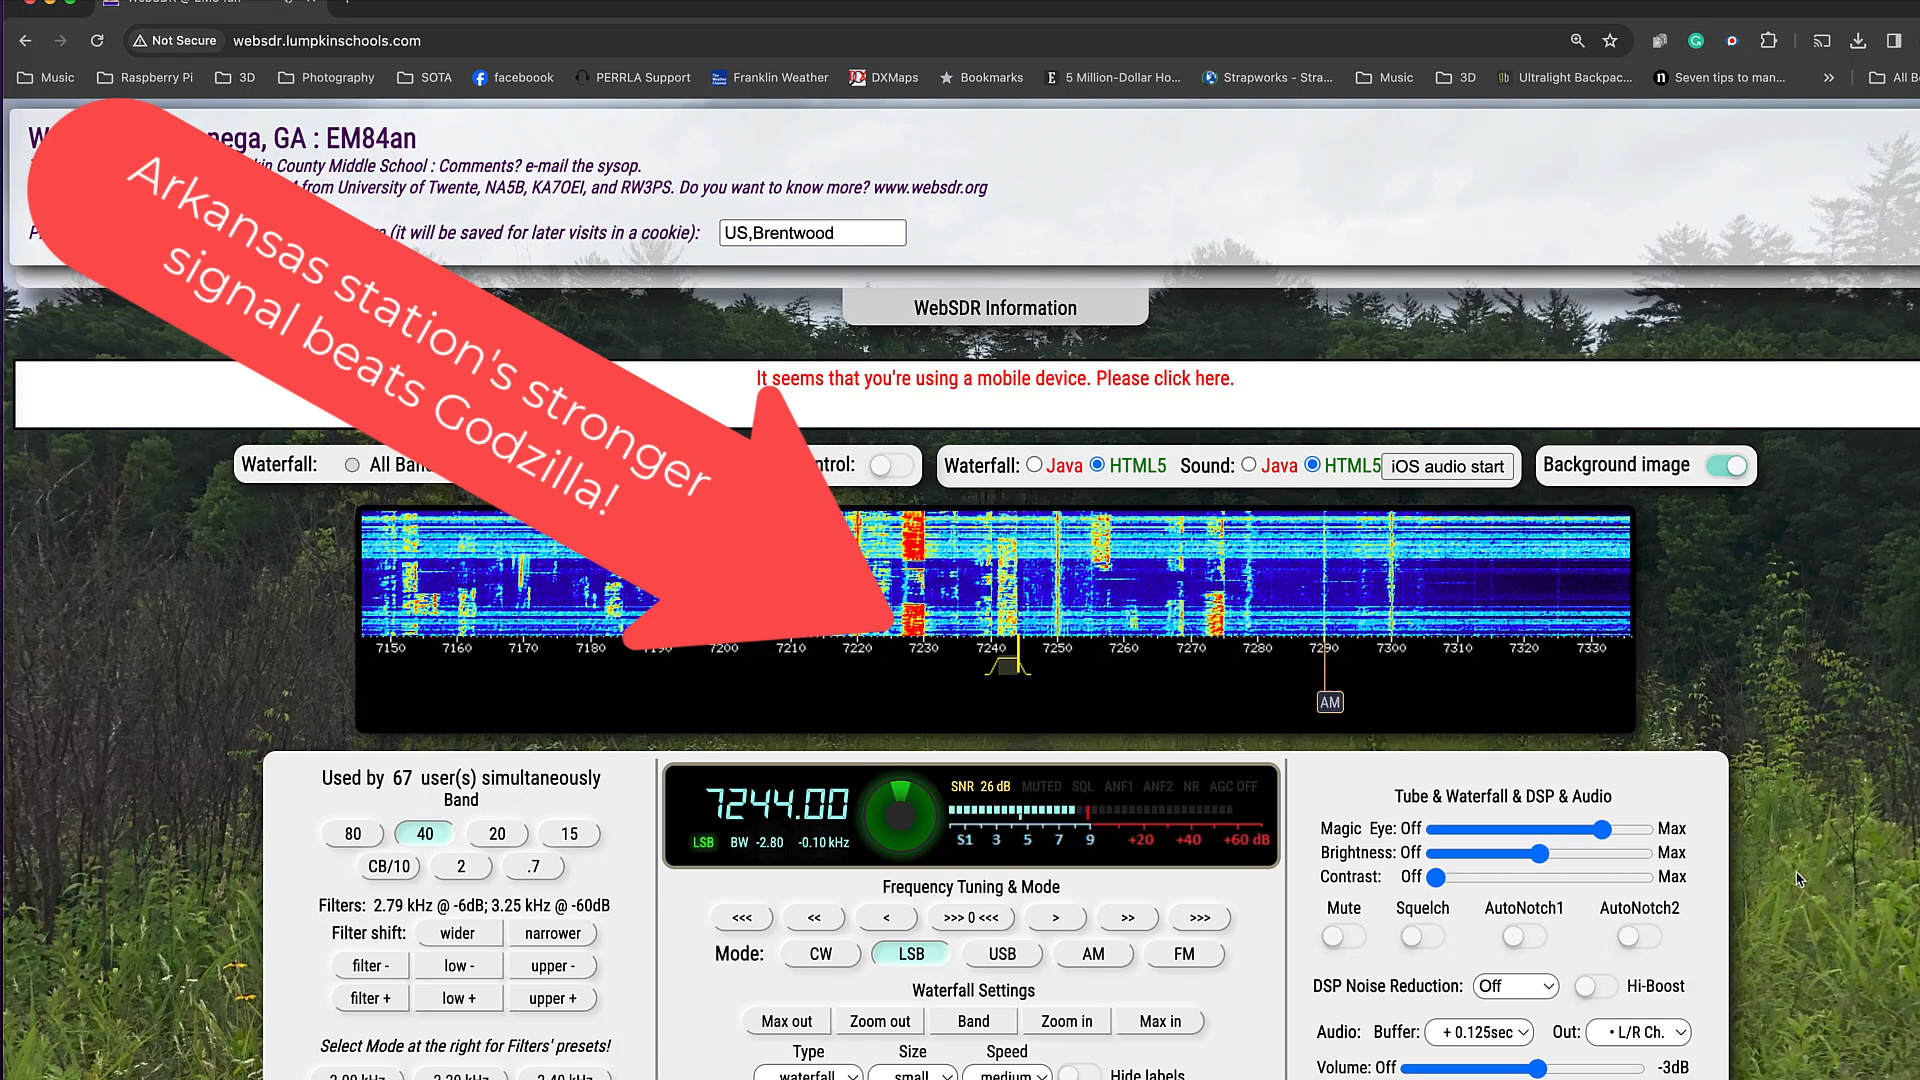 Not Secure websdr.lumpkinschools.com
Music Raspberry Pi 3D Photography SOTA faceboook PERRLA Support Franklin Weather DXMaps Bookmarks 5 Million-Dollar Ho... Strapworks - Stra... Music 3D Ultralight Backpac... Seven tips to man... » All B
nega, GA : EM84an
County Middle School : Comments? e-mail the sysop.
from University of Twente, NA5B, KA7OEI, and RW3PS. Do you want to know more? www.websdr.org
(it will be saved for later visits in a cookie): US,Brentwood
Arkansas station's stronger
signal beats Godzilla!
WebSDR Information
It seems that you're using a mobile device. Please click here.
Waterfall: All Ban
Waterfall: Java HTML5 Sound: Java HTML5 iOS audio start
Background image
7150 7160 7170 7180 7190 7200 7210 7220 7230 7240 7250 7260 7270 7280 7290 7300 7310 7320 7330
AM
Used by 67 user(s) simultaneously
Band
80 40 20 15
CB/10 2 .7
Filters: 2.79 kHz @ -6dB; 3.25 kHz @ -60dB
Filter shift: wider narrower
filter - low - upper -
filter + low + upper +
Select Mode at the right for Filters' presets!
7244.00
LSB BW -2.80 -0.10 kHz
SNR 26 dB MUTED SQL ANF1 ANF2 NR AGC OFF
S1 3 5 7 9 +20 +40 +60 dB
Frequency Tuning & Mode
<<< << < >>> 0 <<< > >> >>>
Mode: CW LSB USB AM FM
Waterfall Settings
Max out Zoom out Band Zoom in Max in
Type Size Speed
waterfall small medium Hide labels
Tube & Waterfall & DSP & Audio
Magic Eye: Off Max
Brightness: Off Max
Contrast: Off Max
Mute Squelch AutoNotch1 AutoNotch2
DSP Noise Reduction: Off Hi-Boost
Audio: Buffer: + 0.125sec Out: • L/R Ch.
Volume: Off -3dB